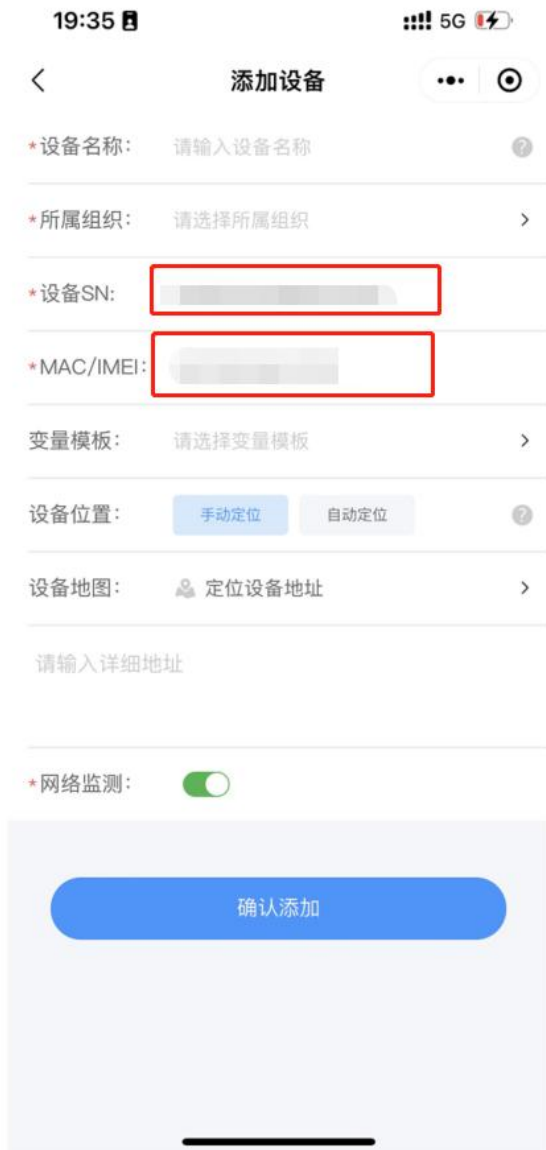 19:35 5G
添加设备
*设备名称: 请输入设备名称 ?
*所属组织: 请选择所属组织
*设备SN:
*MAC/IMEI:
变量模板: 请选择变量模板
设备位置: 手动定位 自动定位 ?
设备地图: 定位设备地址
请输入详细地址
*网络监测:
确认添加